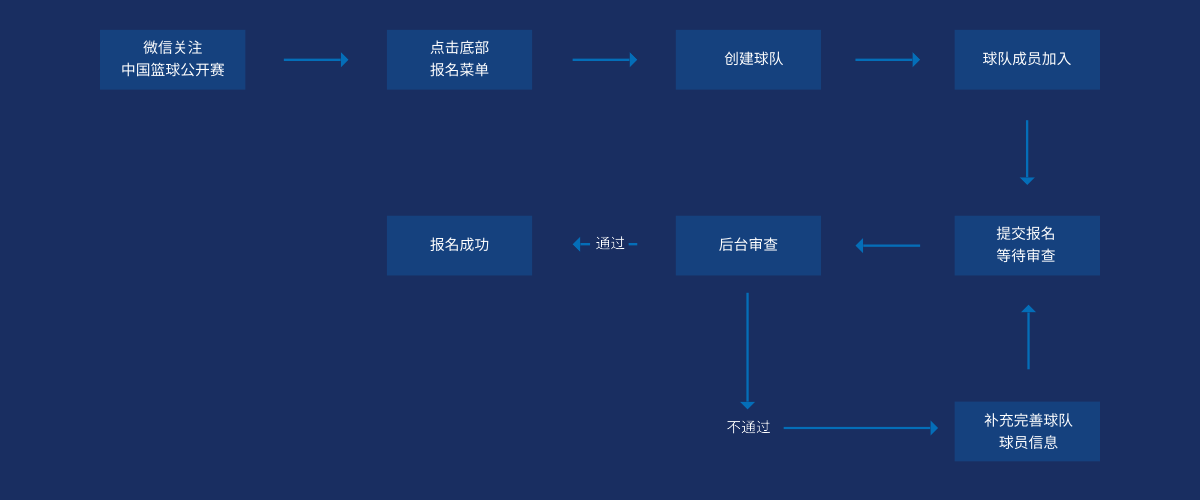 微信关注
中国篮球公开赛
点击底部
报名菜单
创建球队
球队成员加入
报名成功
通过
后台审查
提交报名
等待审查
不通过
补充完善球队
球员信息